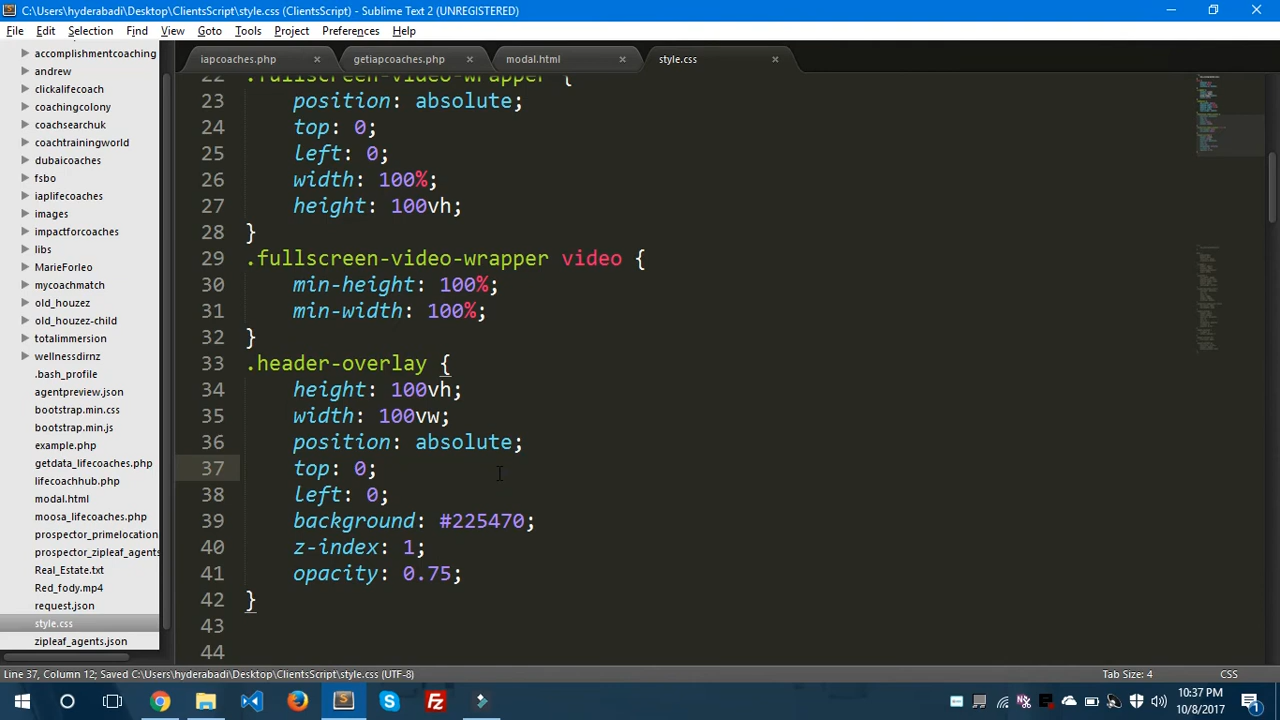 C:\Users\hyderabadi\Desktop\ClientsScript\style.css (ClientsScript) - Sublime Text 2 (UNREGISTERED)
File Edit Selection Find View Goto Tools Project Preferences Help
iapcoaches.php getiapcoaches.php modal.html style.css
accomplishmentcoaching
andrew
clickalifecoach
coachingcolony
coachsearchuk
coachtrainingworld
dubaicoaches
fsbo
iaplifecoaches
images
impactforcoaches
libs
MarieForleo
mycoachmatch
old_houzez
old_houzez-child
totalimmersion
wellnessdirnz
.bash_profile
agentpreview.json
bootstrap.min.css
bootstrap.min.js
example.php
getdata_lifecoaches.php
lifecoachhub.php
modal.html
moosa_lifecoaches.php
prospector_primelocation
prospector_zipleaf_agents
Real_Estate.txt
Red_fody.mp4
request.json
style.css
zipleaf_agents.json
22 .fullscreen-video-wrapper {
23 position: absolute;
24 top: 0;
25 left: 0;
26 width: 100%;
27 height: 100vh;
28 }
29 .fullscreen-video-wrapper video {
30 min-height: 100%;
31 min-width: 100%;
32 }
33 .header-overlay {
34 height: 100vh;
35 width: 100vw;
36 position: absolute;
37 top: 0;
38 left: 0;
39 background: #225470;
40 z-index: 1;
41 opacity: 0.75;
42 }
43
44
Line 37, Column 12; Saved C:\Users\hyderabadi\Desktop\ClientsScript\style.css (UTF-8) Tab Size: 4 CSS
10:37 PM
10/8/2017